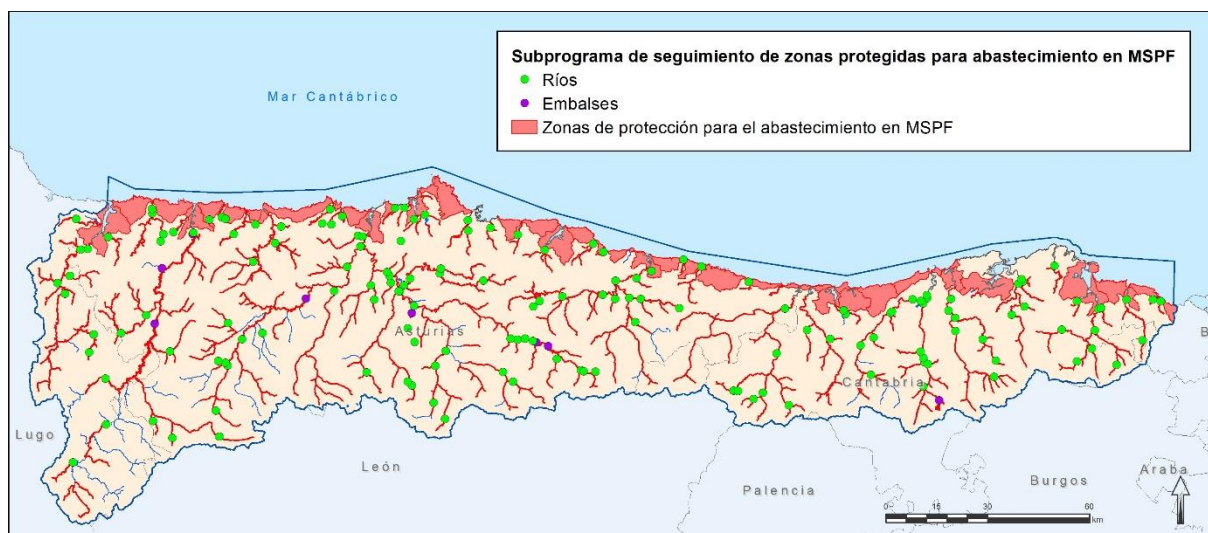 Subprograma de seguimiento de zonas protegidas para abastecimiento en MSPF
Ríos
Embalses
Zonas de protección para el abastecimiento en MSPF
Mar Cantábrico
Asturias
Cantabria
Lugo
León
Palencia
Burgos
Araba
B
0 15 30 60
km